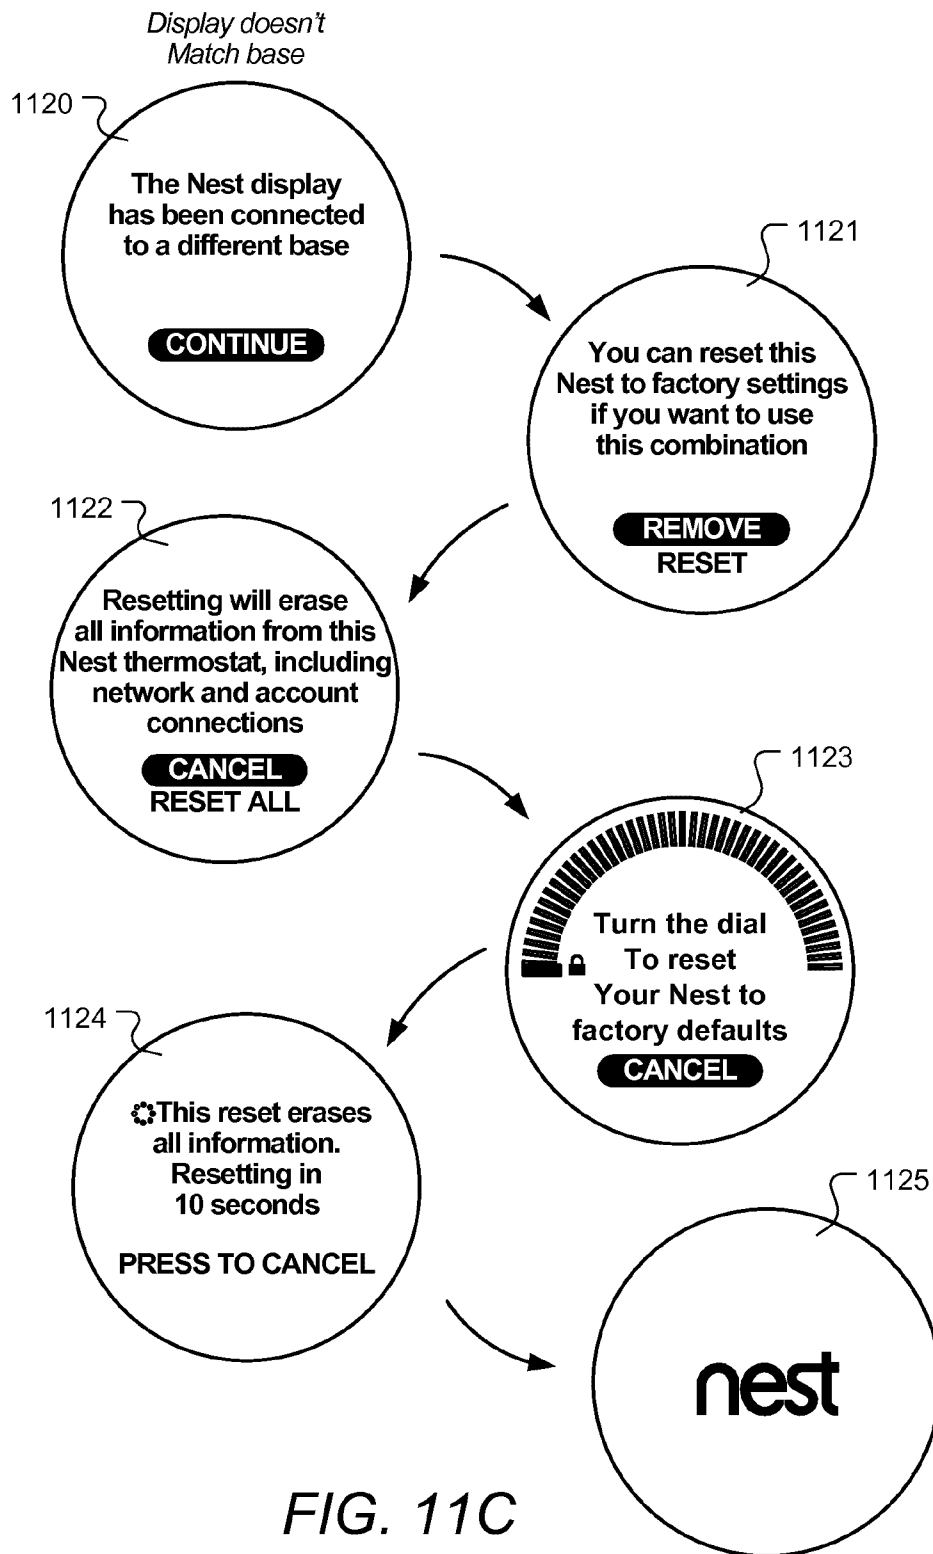 Display doesn't
Match base
1120
The Nest display
has been connected
to a different base
CONTINUE
1121
You can reset this
Nest to factory settings
if you want to use
this combination
REMOVE
RESET
1122
Resetting will erase
all information from this
Nest thermostat, including
network and account
connections
CANCEL
RESET ALL
1123
Turn the dial
To reset
Your Nest to
factory defaults
CANCEL
1124
This reset erases
all information.
Resetting in
10 seconds
PRESS TO CANCEL
1125
nest
FIG. 11C